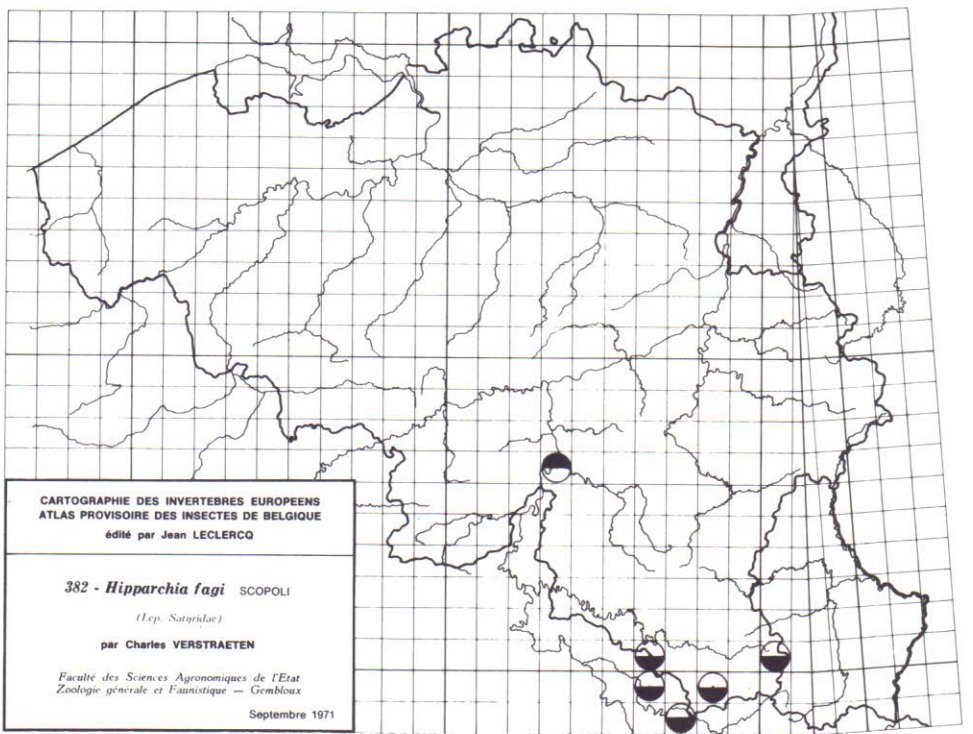 CARTOGRAPHIE DES INVERTEBRES EUROPEENS
ATLAS PROVISOIRE DES INSECTES DE BELGIQUE
édité par Jean LECLERCQ
382 - Hipparchia fagi SCOPOLI
(Lep. Satyridae)
par Charles VERSTRAETEN
Faculté des Sciences Agronomiques de l'Etat
Zoologie générale et Faunistique — Gembloux
Septembre 1971